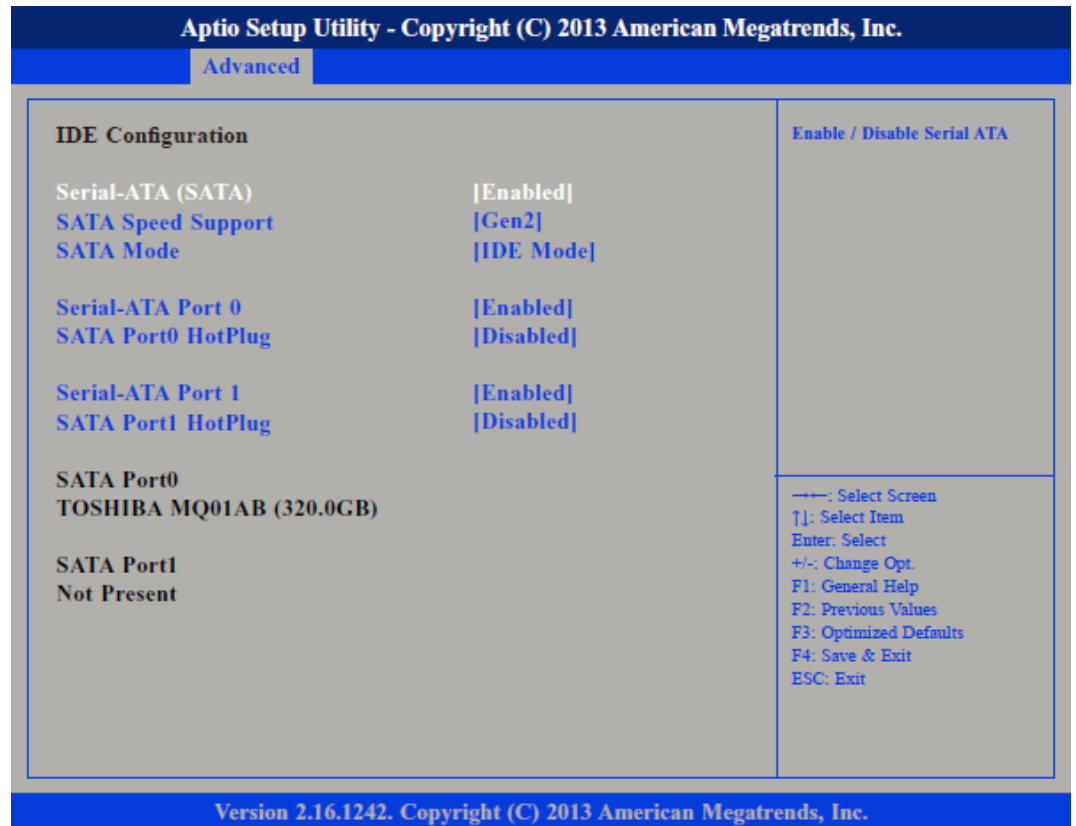 Aptio Setup Utility - Copyright (C) 2013 American Megatrends, Inc.
Advanced
IDE Configuration
Serial-ATA (SATA) [Enabled]
SATA Speed Support [Gen2]
SATA Mode [IDE Mode]
Serial-ATA Port 0 [Enabled]
SATA Port0 HotPlug [Disabled]
Serial-ATA Port 1 [Enabled]
SATA Port1 HotPlug [Disabled]
SATA Port0
TOSHIBA MQ01AB (320.0GB)
SATA Port1
Not Present
Enable / Disable Serial ATA
→←: Select Screen
↑↓: Select Item
Enter: Select
+/-: Change Opt.
F1: General Help
F2: Previous Values
F3: Optimized Defaults
F4: Save & Exit
ESC: Exit
Version 2.16.1242. Copyright (C) 2013 American Megatrends, Inc.